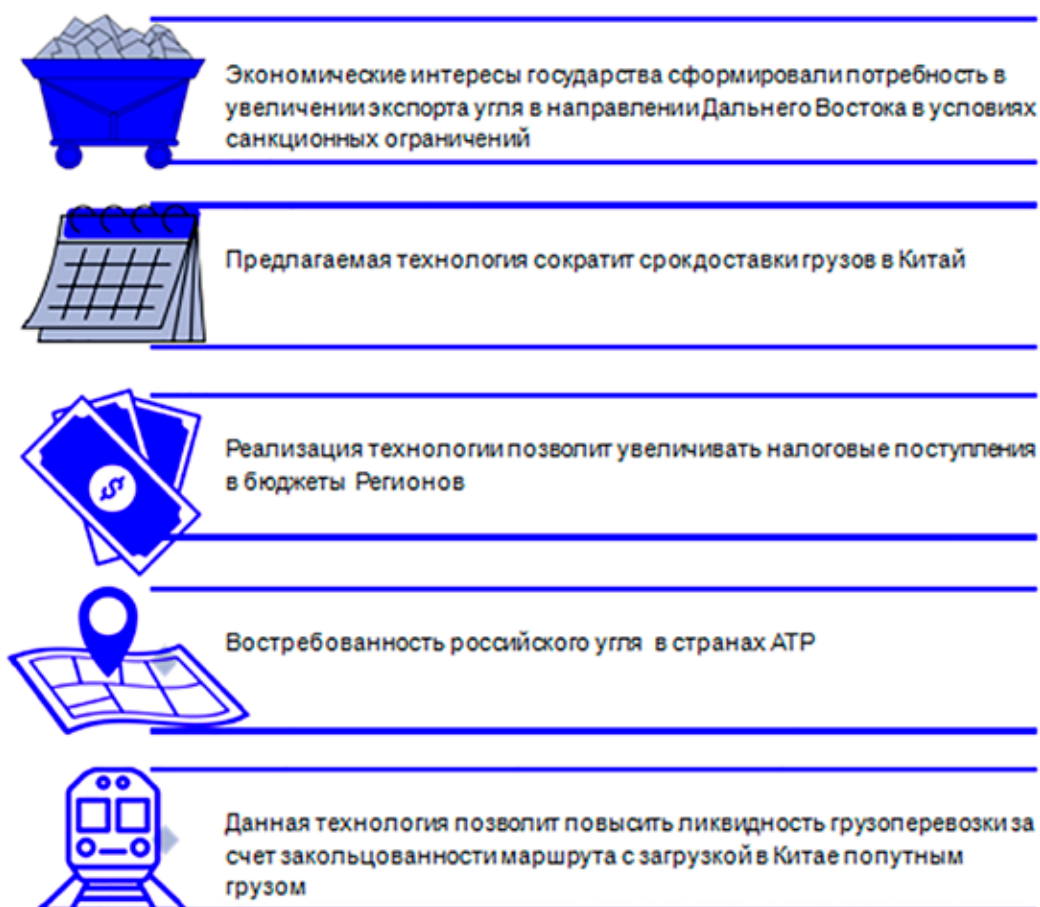 Экономические интересы государства сформировали потребность в
увеличении экспорта угля в направлении Дальнего Востока в условиях
санкционных ограничений
Предлагаемая технология сократит срок доставки грузов в Китай
Реализация технологии позволит увеличивать налоговые поступления
в бюджеты Регионов
Востребованность российского угля в странах АТР
Данная технология позволит повысить ликвидность грузоперевозки за
счет закольцованности маршрута с загрузкой в Китае попутным
грузом